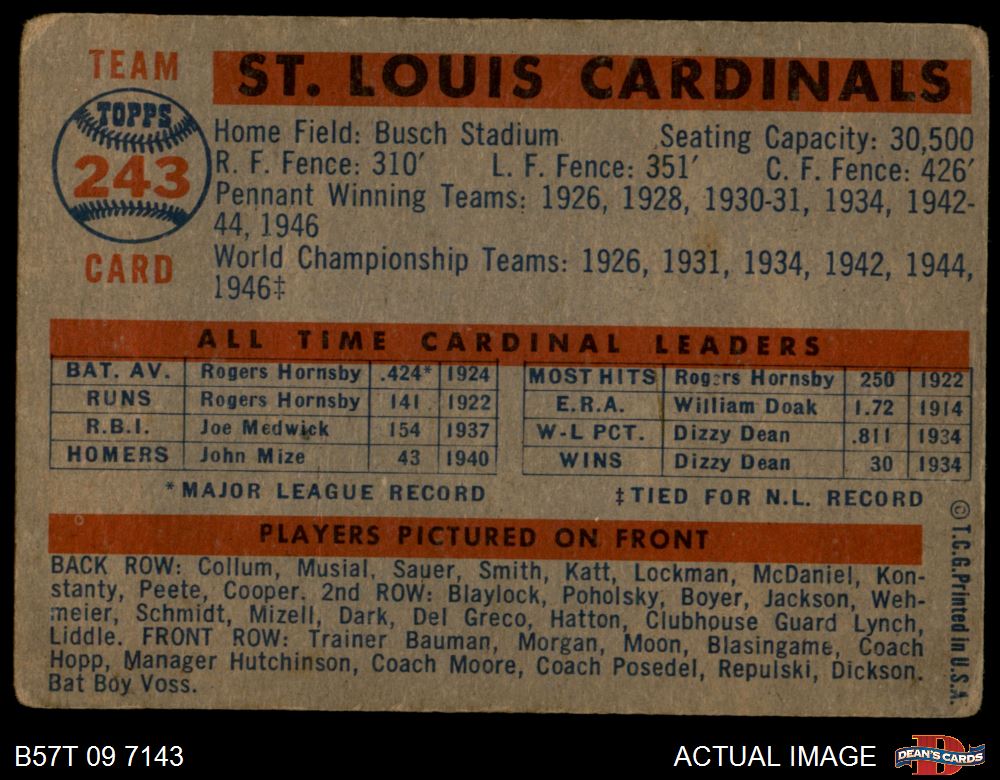 TEAM
TOPPS
243
CARD
ST. LOUIS CARDINALS
Home Field: Busch Stadium Seating Capacity: 30,500
R. F. Fence: 310′ L. F. Fence: 351′ C. F. Fence: 426′
Pennant Winning Teams: 1926, 1928, 1930-31, 1934, 1942-
44, 1946
World Championship Teams: 1926, 1931, 1934, 1942, 1944,
1946‡
ALL TIME CARDINAL LEADERS
BAT. AV. Rogers Hornsby .424* 1924
RUNS Rogers Hornsby 141 1922
R.B.I. Joe Medwick 154 1937
HOMERS John Mize 43 1940
*MAJOR LEAGUE RECORD
MOST HITS Rogers Hornsby 250 1922
E.R.A. William Doak 1.72 1914
W-L PCT. Dizzy Dean .811 1934
WINS Dizzy Dean 30 1934
‡TIED FOR N.L. RECORD
PLAYERS PICTURED ON FRONT
BACK ROW: Collum, Musial, Sauer, Smith, Katt, Lockman, McDaniel, Kon-
stanty, Peete, Cooper. 2nd ROW: Blaylock, Poholsky, Boyer, Jackson, Weh-
meier, Schmidt, Mizell, Dark, Del Greco, Hatton, Clubhouse Guard Lynch,
Liddle. FRONT ROW: Trainer Bauman, Morgan, Moon, Blasingame, Coach
Hopp, Manager Hutchinson, Coach Moore, Coach Posedel, Repulski, Dickson.
Bat Boy Voss.
© T.C.G. Printed in U.S.A.
B57T 09 7143
ACTUAL IMAGE
DEAN'S CARDS